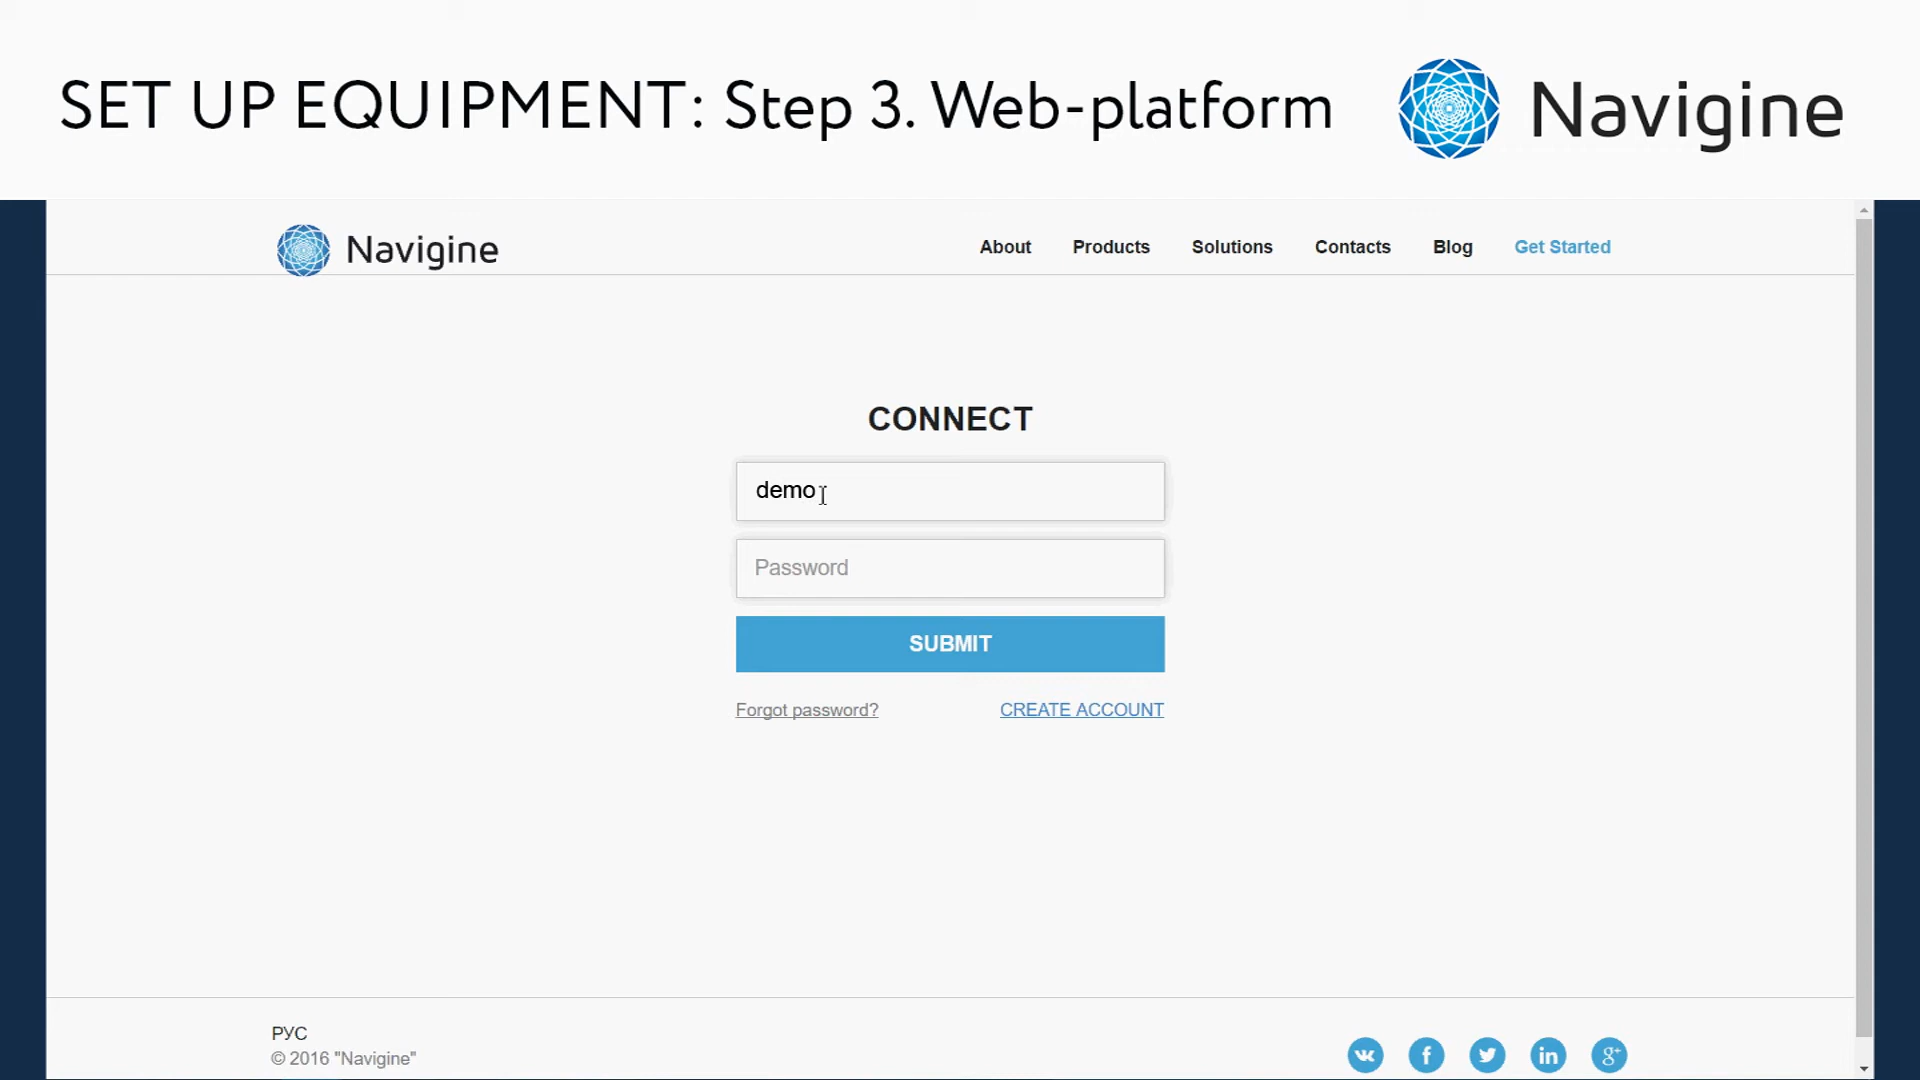 SET UP EQUIPMENT: Step 3. Web-platform
Navigine
Navigine
About Products Solutions Contacts Blog Get Started
CONNECT
demo
Password
SUBMIT
Forgot password? CREATE ACCOUNT
РУС
© 2016 "Navigine"